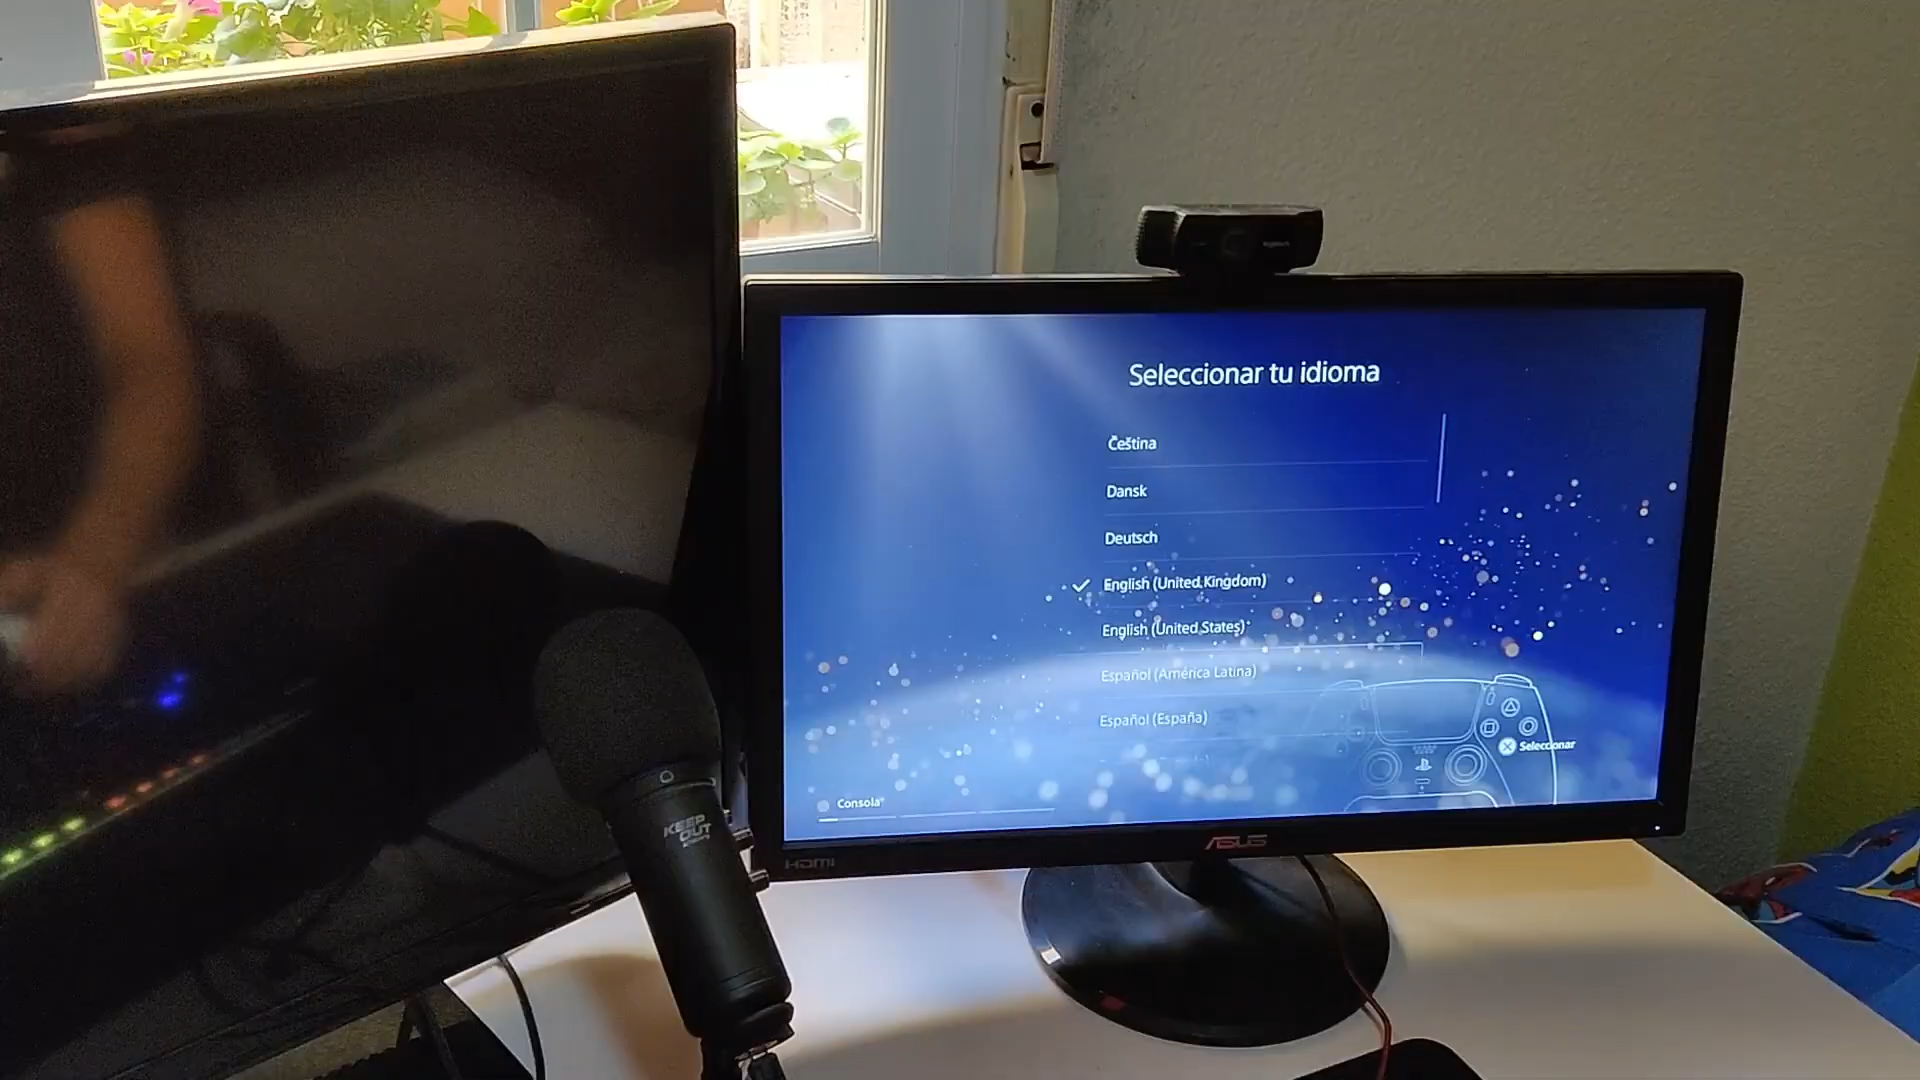 Seleccionar tu idioma
Čeština
Dansk
Deutsch
English (United Kingdom)
English (United States)
Español (América Latina)
Español (España)
Seleccionar
Consola
KEEP
OUT
HDMI
ASUS